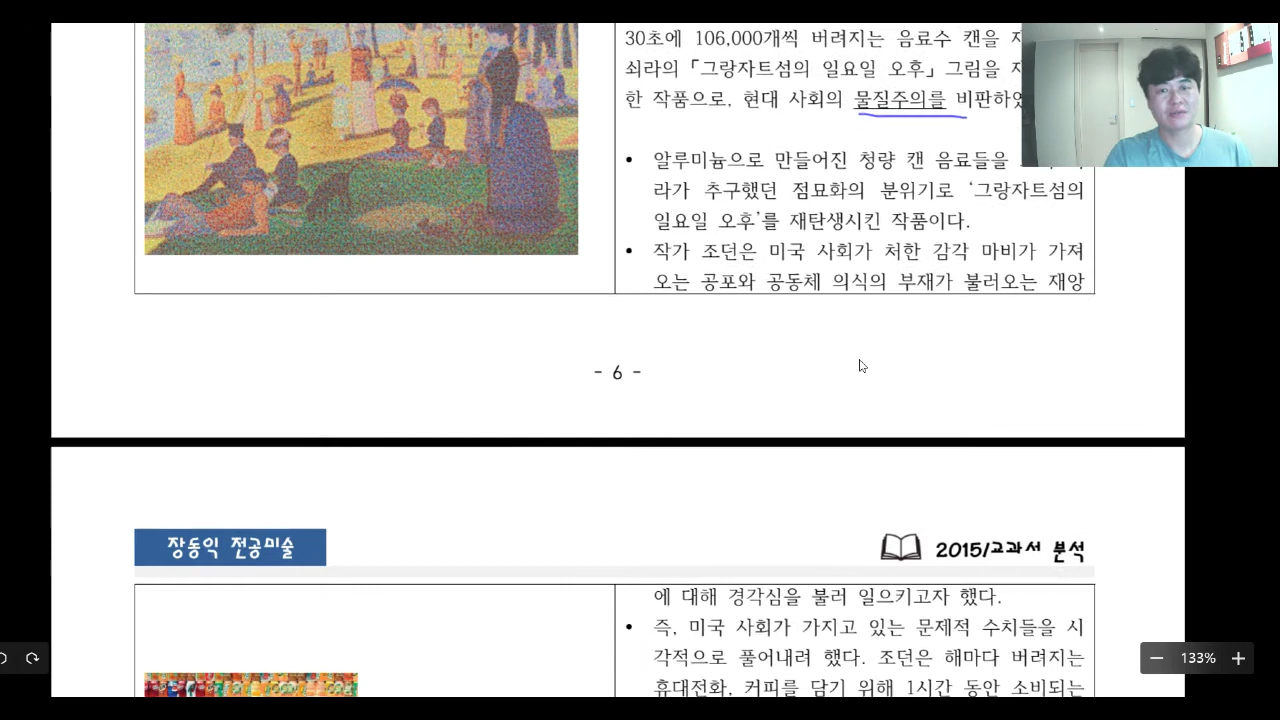 30초에 106,000개씩 버려지는 음료수 캔을
쇠라의 「그랑자트섬의 일요일 오후」 그림을
한 작품으로, 현대 사회의 물질주의를
• 알루미늄으로 만들어진 청량 캔 음료들을
라가 추구했던 점묘화의 분위기로 ‘그랑자트섬의
일요일 오후’를 재탄생시킨 작품이다.
• 작가 조던은 미국 사회가 처한 감각 마비가 가져
오는 공포와 공동체 의식의 부재가 불러오는 재앙
- 6 -
장동익 전공미술
2015/교과서 분석
에 대해 경각심을 불러 일으키고자 했다.
• 즉, 미국 사회가 가지고 있는 문제적 수치들을 시
각적으로 풀어내려 했다. 조던은 해마다 버려지는
휴대전화, 커피를 담기 위해 1시간 동안 소비되는
133%